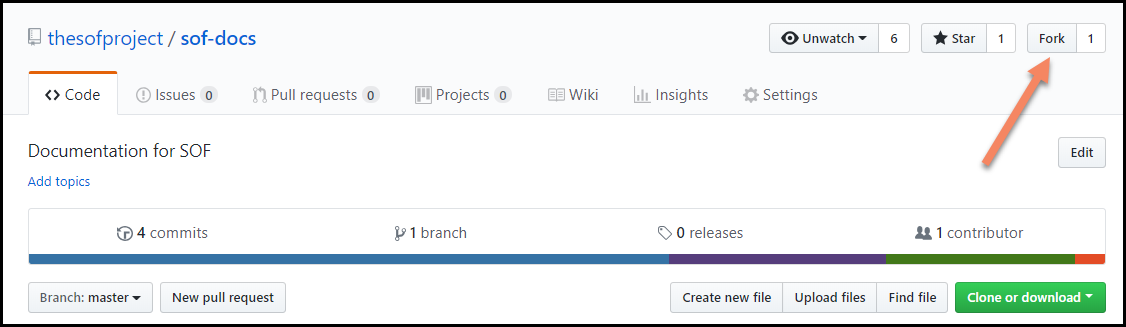 thesofproject / sof-docs
Unwatch 6 Star 1 Fork 1
Code Issues 0 Pull requests 0 Projects 0 Wiki Insights Settings
Documentation for SOF
Edit
Add topics
4 commits 1 branch 0 releases 1 contributor
Branch: master New pull request Create new file Upload files Find file Clone or download